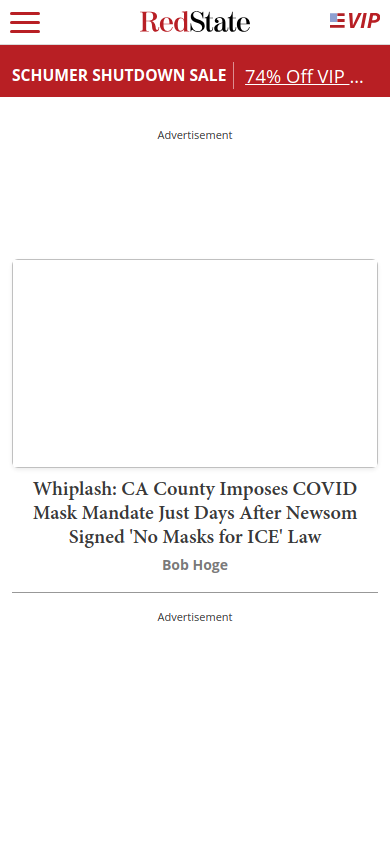 RedState
VIP
SCHUMER SHUTDOWN SALE
74% Off VIP ...
Advertisement
Whiplash: CA County Imposes COVID
Mask Mandate Just Days After Newsom
Signed 'No Masks for ICE' Law
Bob Hoge
Advertisement